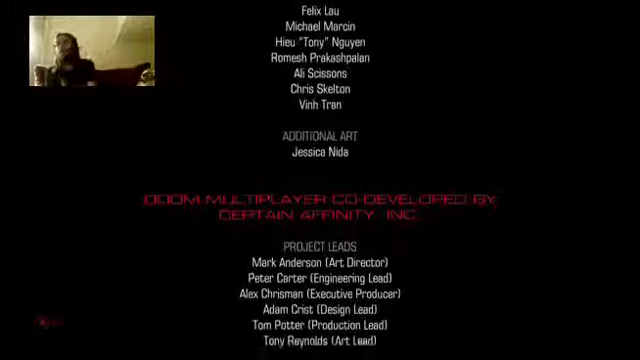 Felix Lau
Michael Marcin
Hieu "Tony" Nguyen
Romesh Prakashpalan
Ali Scissons
Chris Skelton
Vinh Tran
ADDITIONAL ART
Jessica Nida
DOOM MULTIPLAYER CO-DEVELOPED BY
CERTAIN AFFINITY, INC.
PROJECT LEADS
Mark Anderson (Art Director)
Peter Carter (Engineering Lead)
Alex Chrisman (Executive Producer)
Adam Crist (Design Lead)
Tom Potter (Production Lead)
Tony Reynolds (Art Lead)